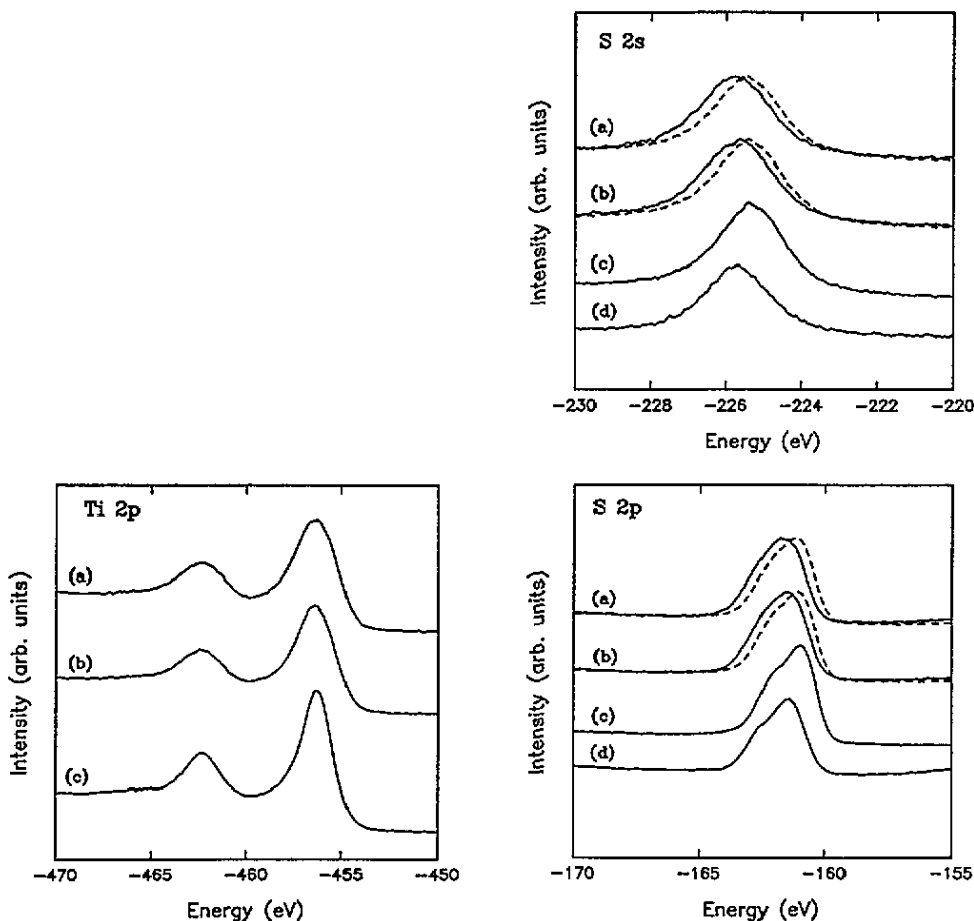 S 2s
(a)
(b)
(c)
(d)
Intensity (arb. units)
-230 -228 -226 -224 -222 -220
Energy (eV)
Ti 2p
(a)
(b)
(c)
Intensity (arb. units)
-470 -465 -460 -455 -450
Energy (eV)
S 2p
(a)
(b)
(c)
(d)
Intensity (arb. units)
-170 -165 -160 -155
Energy (eV)